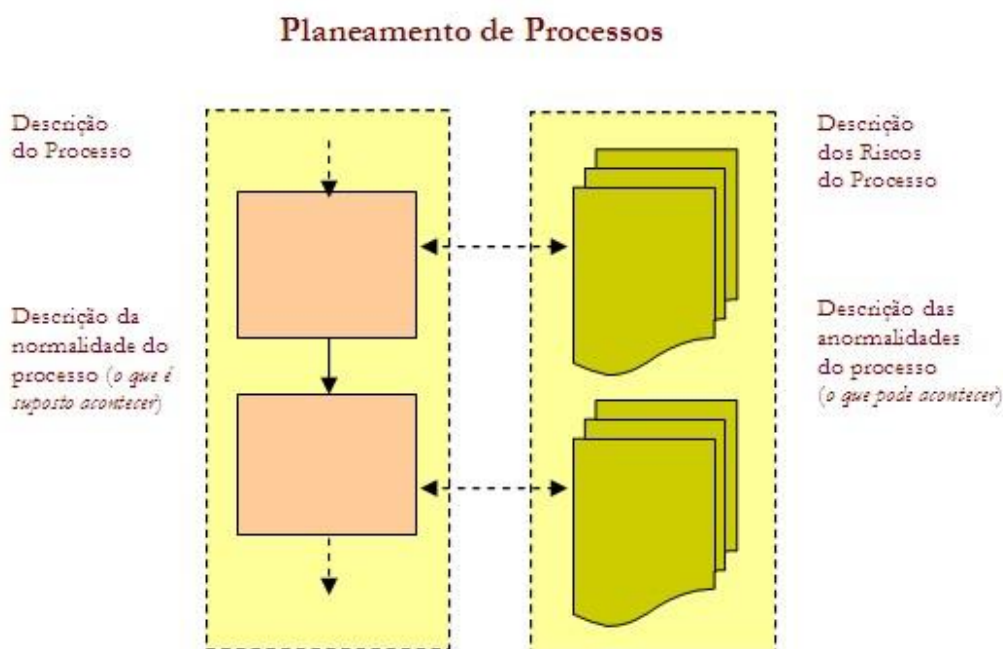 Planeamento de Processos
Descrição
do Processo
Descrição da
normalidade do
processo (o que é
suposto acontecer)
Descrição
dos Riscos
do Processo
Descrição das
anormalidades
do processo
(o que pode acontecer)